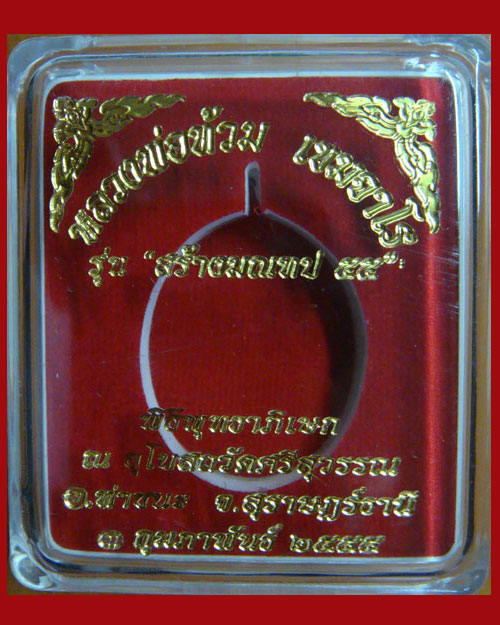 หลวงพ่อท้วม เขมจาโร
รุ่น "สร้างมณฑป ๕๕"
พิธีพุทธาภิเษก
ณ อุโบสถวัดศรีสุวรรณ
อ.ท่าชนะ จ.สุราษฎร์ธานี
๓ กุมภาพันธ์ ๒๕๕๕